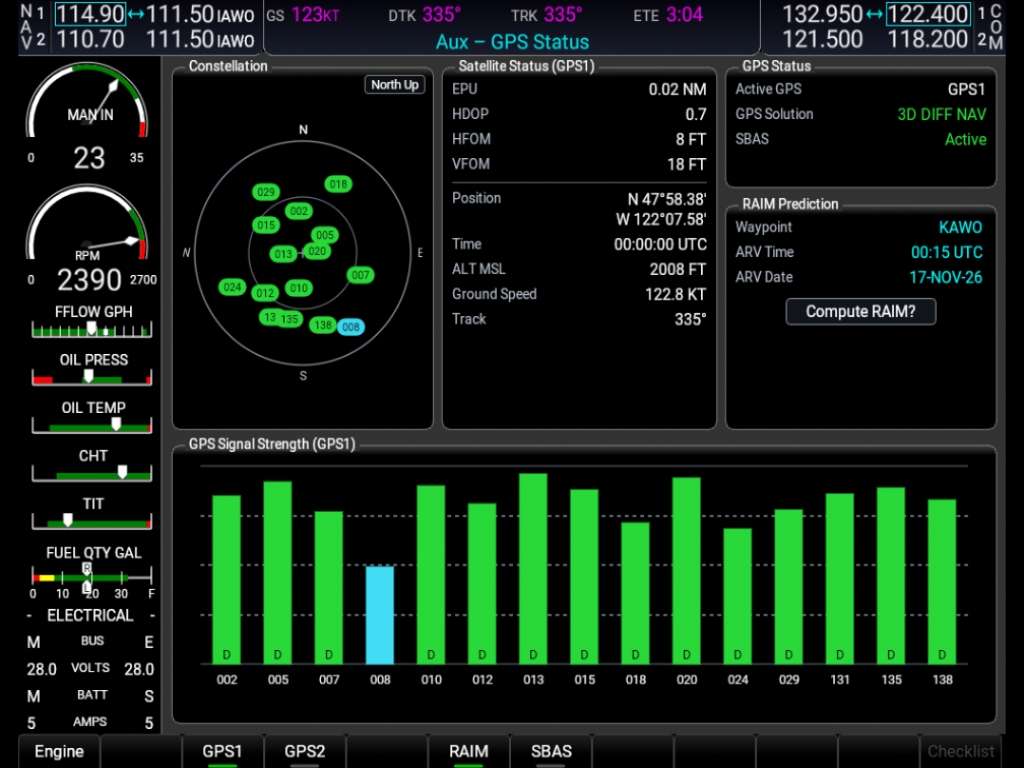 N A V 1 114.90↔111.50 IAWO
2 110.70 111.50 IAWO
GS 123KT DTK 335° TRK 335° ETE 3:04
Aux – GPS Status
132.950↔122.400 1 C O M
121.500 118.200 2
MAN IN
0 23 35
RPM
0 2390 2700
FFLOW GPH
OIL PRESS
OIL TEMP
CHT
TIT
FUEL QTY GAL
R
L
0 10 20 30 F
- ELECTRICAL -
M BUS E
28.0 VOLTS 28.0
M BATT S
5 AMPS 5
Constellation
North Up
N
018
029
002
015
005
020
013
W
E
007
024
012
010
135
138
008
S
Satellite Status (GPS1)
EPU 0.02 NM
HDOP 0.7
HFOM 8 FT
VFOM 18 FT
Position N 47°58.38'
W 122°07.58'
Time 00:00:00 UTC
ALT MSL 2008 FT
Ground Speed 122.8 KT
Track 335°
GPS Status
Active GPS GPS1
GPS Solution 3D DIFF NAV
SBAS Active
RAIM Prediction
Waypoint KAWO
ARV Time 00:15 UTC
ARV Date 17-NOV-26
Compute RAIM?
GPS Signal Strength (GPS1)
D D D D D D D D D D D D D D
002 005 007 008 010 012 013 015 018 020 024 029 131 135 138
Engine GPS1 GPS2 RAIM SBAS Checklist